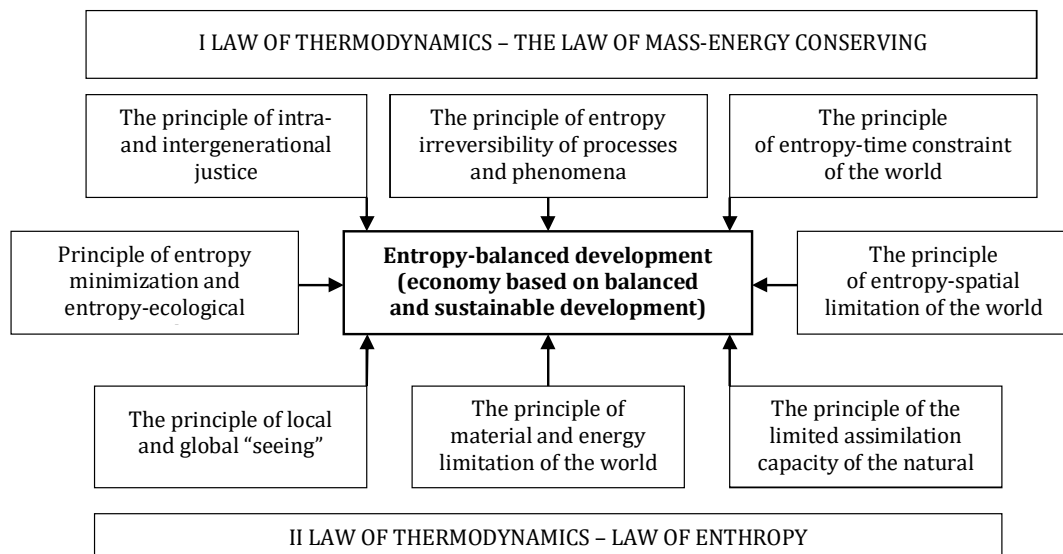 I LAW OF THERMODYNAMICS – THE LAW OF MASS-ENERGY CONSERVING
The principle of intra-
and intergenerational
justice
The principle of entropy
irreversibility of processes
and phenomena
The principle
of entropy-time constraint
of the world
Principle of entropy
minimization and
entropy-ecological
Entropy-balanced development
(economy based on balanced
and sustainable development)
The principle
of entropy-spatial
limitation of the world
The principle of local
and global “seeing”
The principle of
material and energy
limitation of the world
The principle of the
limited assimilation
capacity of the natural
II LAW OF THERMODYNAMICS – LAW OF ENTHROPY